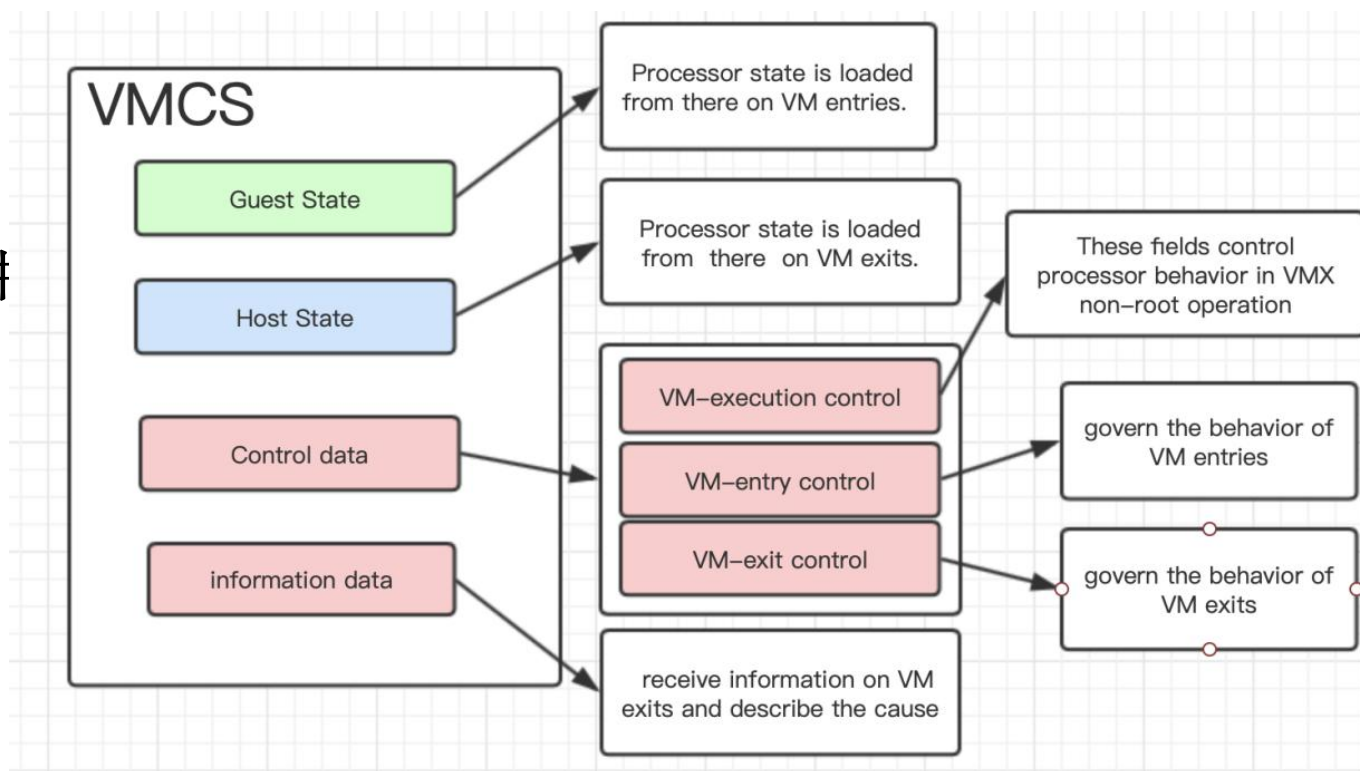 VMCS
Guest State
Host State
Control data
information data
Processor state is loaded
from there on VM entries.
Processor state is loaded
from there on VM exits.
VM-execution control
VM-entry control
VM-exit control
receive information on VM
exits and describe the cause
These fields control
processor behavior in VMX
non-root operation
govern the behavior of
VM entries
govern the behavior of
VM exits